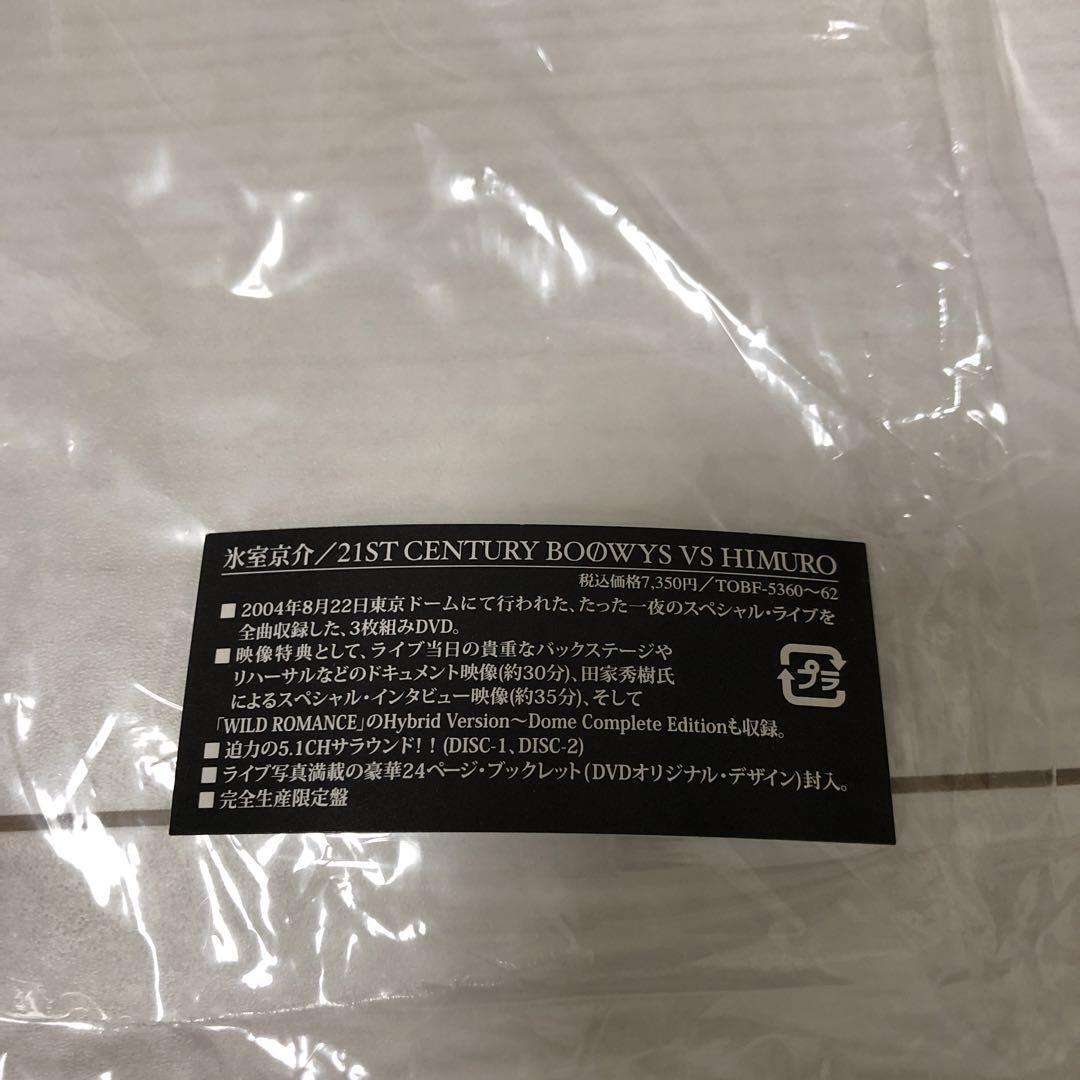 氷室京介/21ST CENTURY BOØWYS VS HIMURO
税込価格7,350円/TOBF-5360〜62
■ 2004年8月22日東京ドームにて行われた、たった一夜のスペシャル・ライブを
全曲収録した、3枚組みDVD。
■ 映像特典として、ライブ当日の貴重なバックステージや
リハーサルなどのドキュメント映像(約30分)、田家秀樹氏
によるスペシャル・インタビュー映像(約35分)、そして
「WILD ROMANCE」のHybrid Version〜Dome Complete Editionも収録。
■ 迫力の5.1CHサラウンド!!(DISC-1、DISC-2)
■ ライブ写真満載の豪華24ページ・ブックレット(DVDオリジナル・デザイン)封入。
■ 完全生産限定盤
プラ